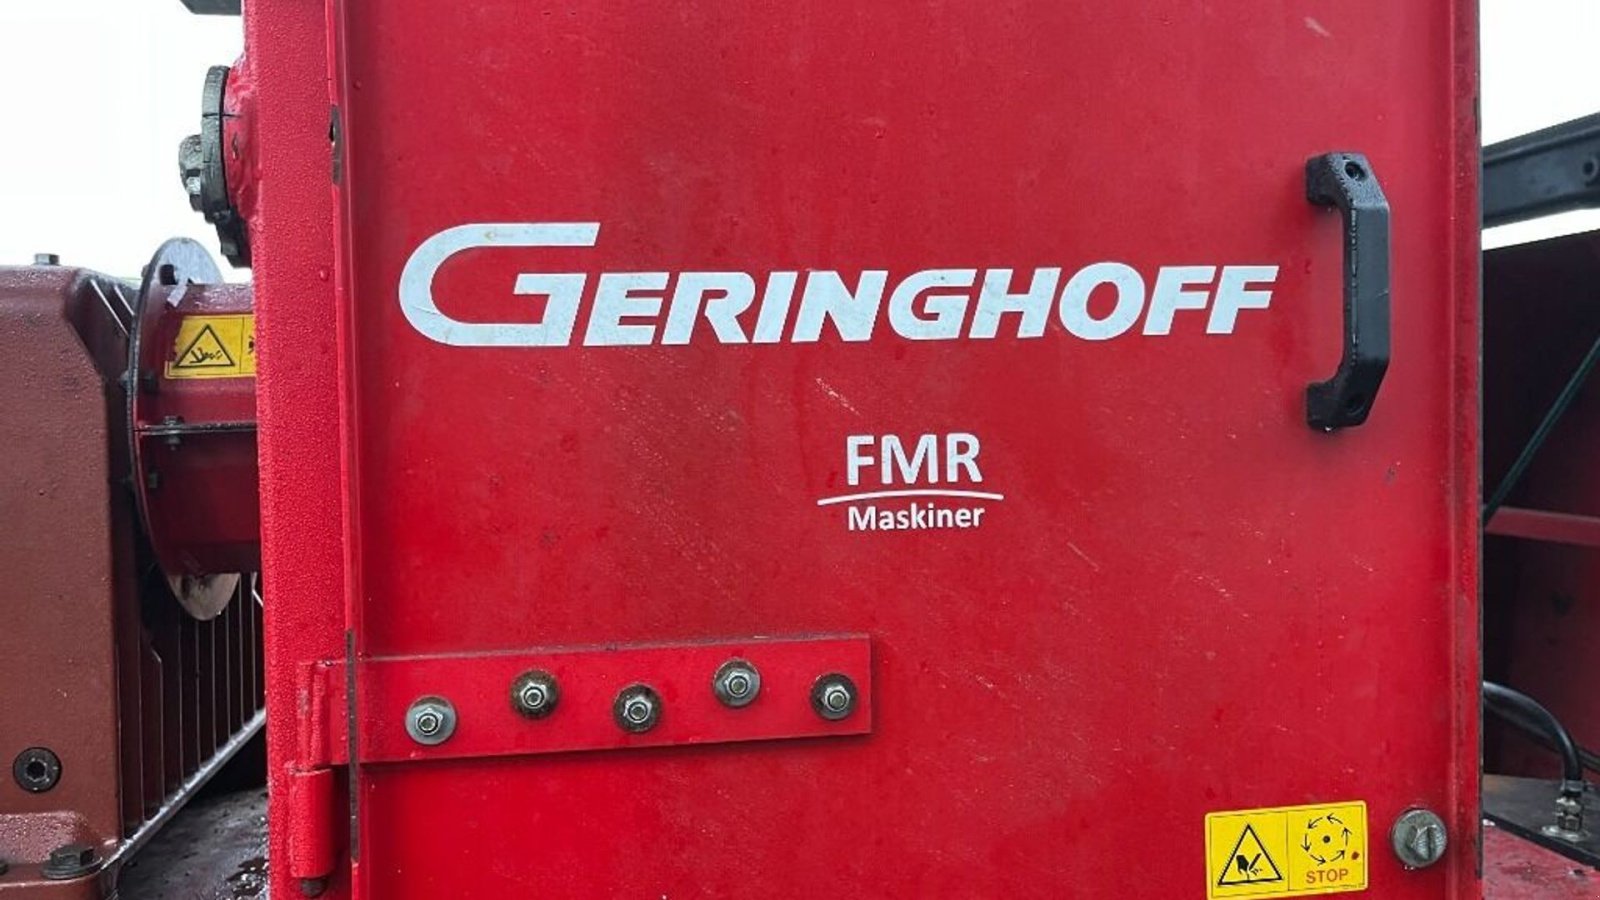 GERINGHOFF
FMR
Maskiner
STOP